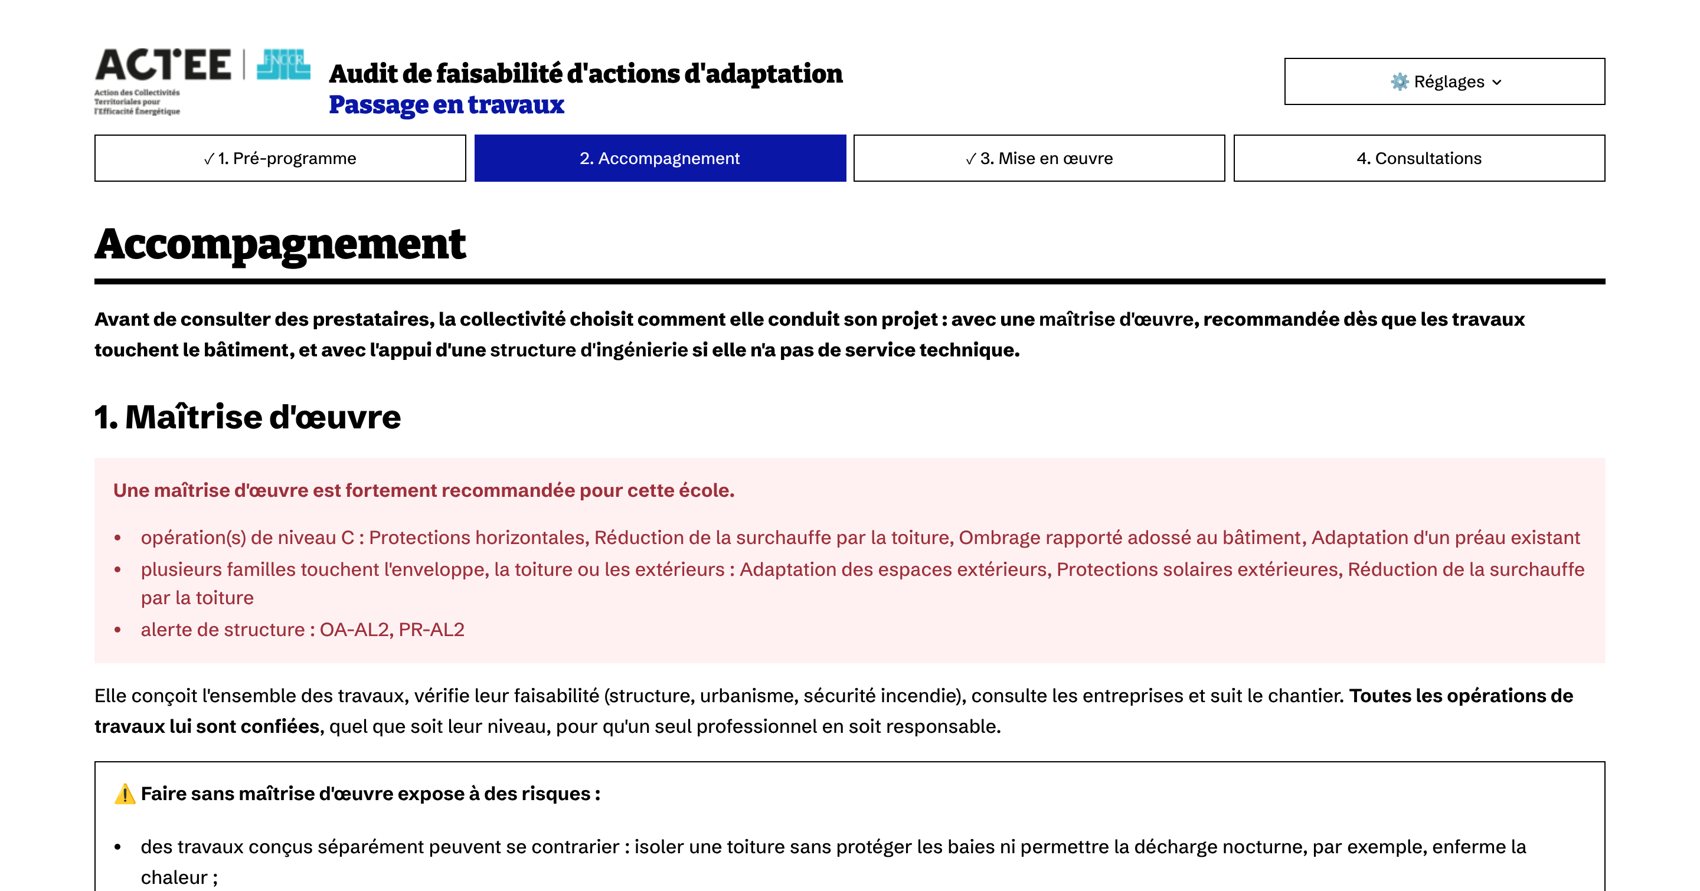 ACTEE | FNCCR
Action des Collectivités
Territoriales pour
l'Efficacité Énergétique
Audit de faisabilité d'actions d'adaptation
Passage en travaux
⚙️ Réglages
✓ 1. Pré-programme
2. Accompagnement
✓ 3. Mise en œuvre
4. Consultations
Accompagnement
Avant de consulter des prestataires, la collectivité choisit comment elle conduit son projet : avec une maîtrise d'œuvre, recommandée dès que les travaux
touchent le bâtiment, et avec l'appui d'une structure d'ingénierie si elle n'a pas de service technique.
1. Maîtrise d'œuvre
Une maîtrise d'œuvre est fortement recommandée pour cette école.
• opération(s) de niveau C : Protections horizontales, Réduction de la surchauffe par la toiture, Ombrage rapporté adossé au bâtiment, Adaptation d'un préau existant
• plusieurs familles touchent l'enveloppe, la toiture ou les extérieurs : Adaptation des espaces extérieurs, Protections solaires extérieures, Réduction de la surchauffe
par la toiture
• alerte de structure : OA-AL2, PR-AL2
Elle conçoit l'ensemble des travaux, vérifie leur faisabilité (structure, urbanisme, sécurité incendie), consulte les entreprises et suit le chantier. Toutes les opérations de
travaux lui sont confiées, quel que soit leur niveau, pour qu'un seul professionnel en soit responsable.
⚠️ Faire sans maîtrise d'œuvre expose à des risques :
• des travaux conçus séparément peuvent se contrarier : isoler une toiture sans protéger les baies ni permettre la décharge nocturne, par exemple, enferme la
chaleur ;